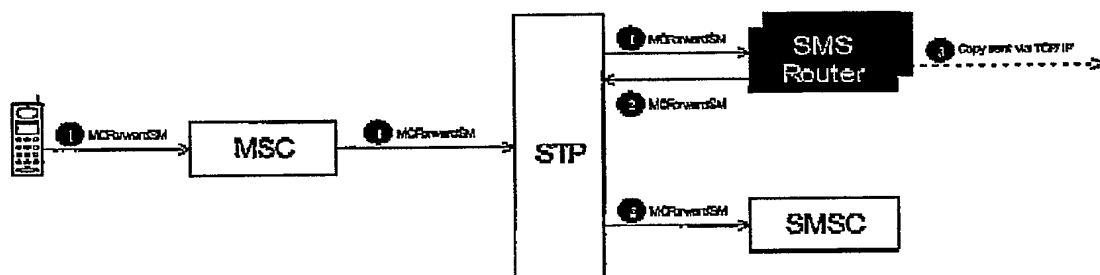 1 MOForwardSM
SMS
Router
3 Copy sent via TCP/IP
2 MOForwardSM
1 MOForwardSM
MSC
1 MOForwardSM
STP
2 MOForwardSM
SMSC